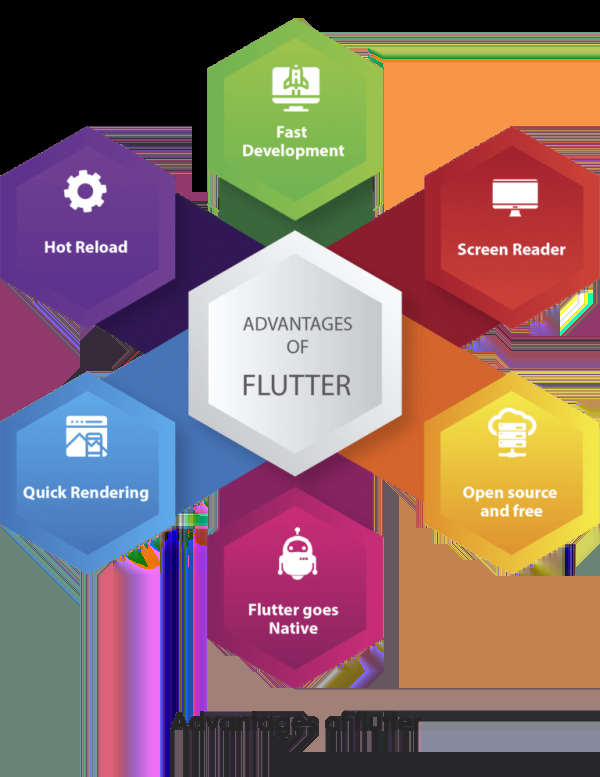 Fast
Development
Hot Reload
Screen Reader
ADVANTAGES
OF
FLUTTER
Quick Rendering
Open source
and free
Flutter goes
Native
Advantages of flutter